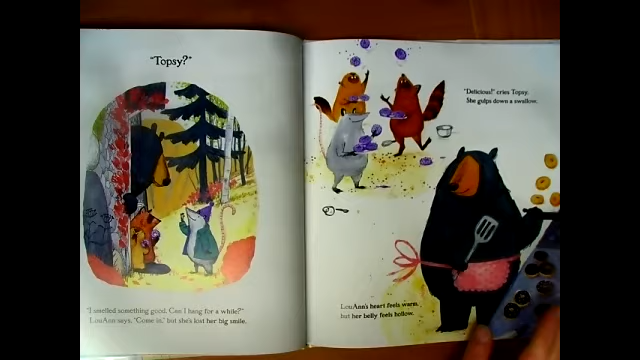 "Topsy?"
"I smelled something good. Can I hang for a while?"
LouAnn says, "Come in," but she's lost her big smile.
"Delicious!" cries Topsy.
She gulps down a swallow.
LouAnn's heart feels warm,
but her belly feels hollow.